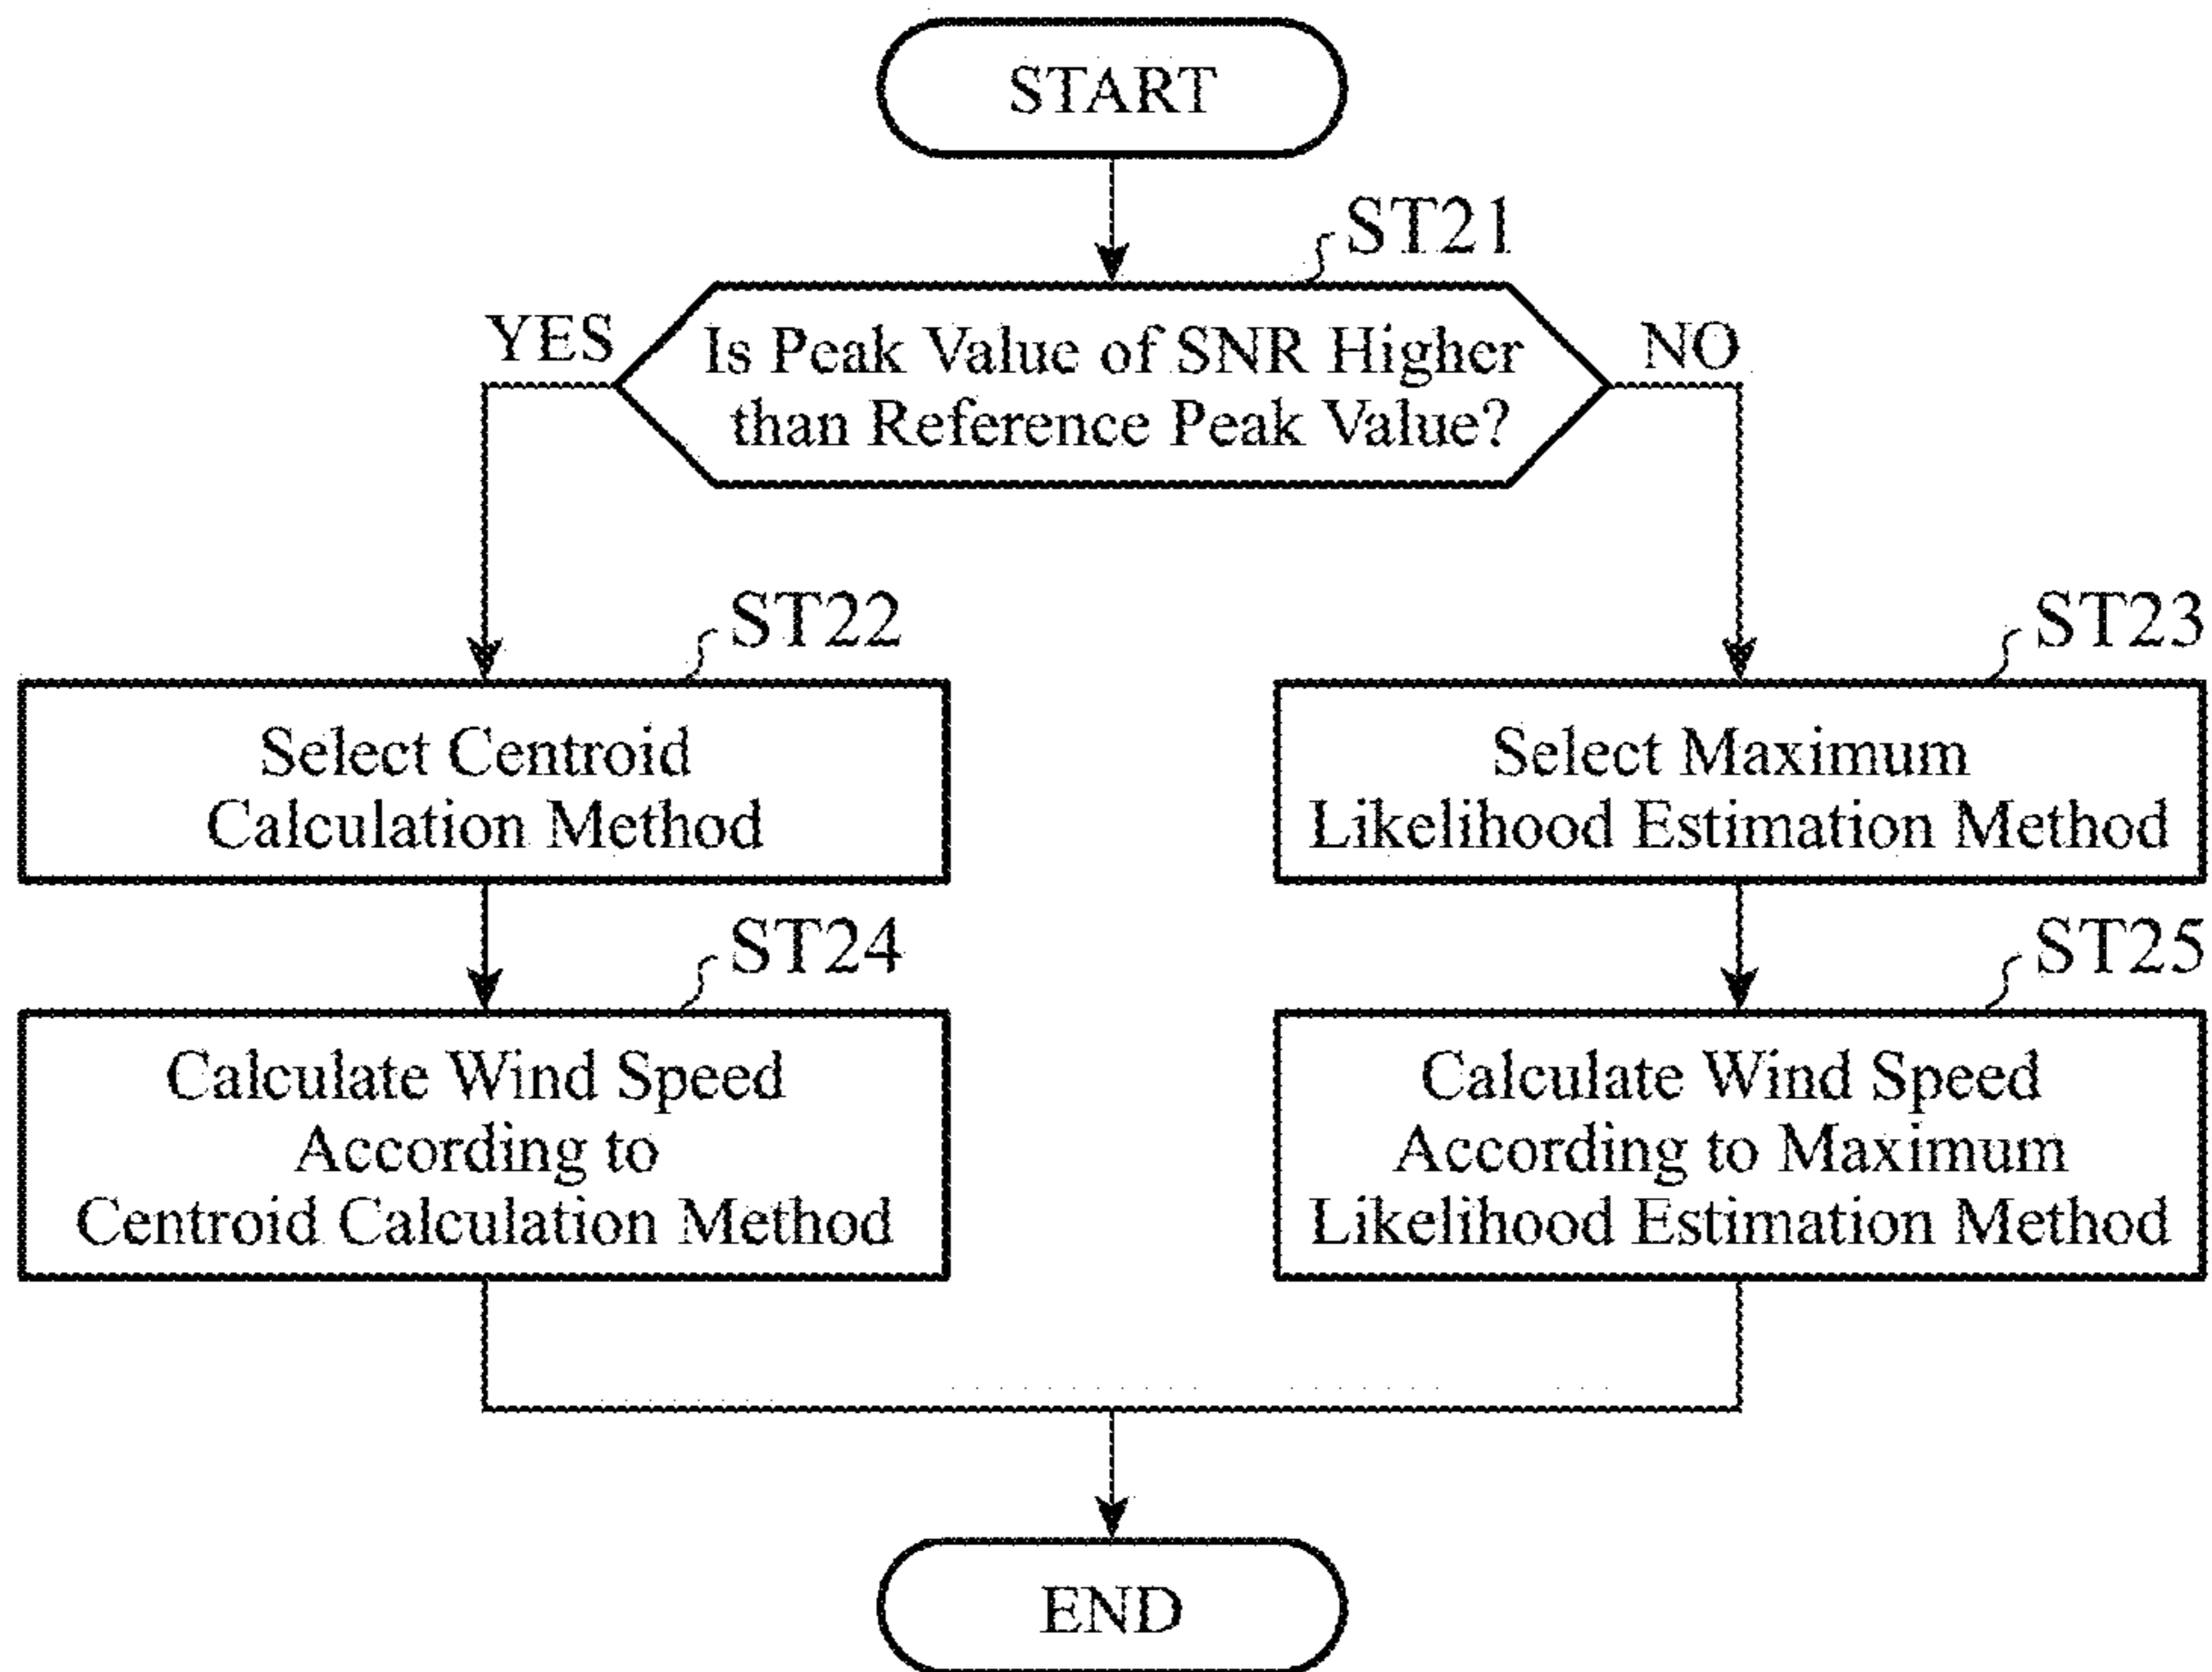 START
ST21
YES
Is Peak Value of SNR Higher
than Reference Peak Value?
NO
ST22
Select Centroid
Calculation Method
ST23
Select Maximum
Likelihood Estimation Method
ST24
Calculate Wind Speed
According to
Centroid Calculation Method
ST25
Calculate Wind Speed
According to Maximum
Likelihood Estimation Method
END